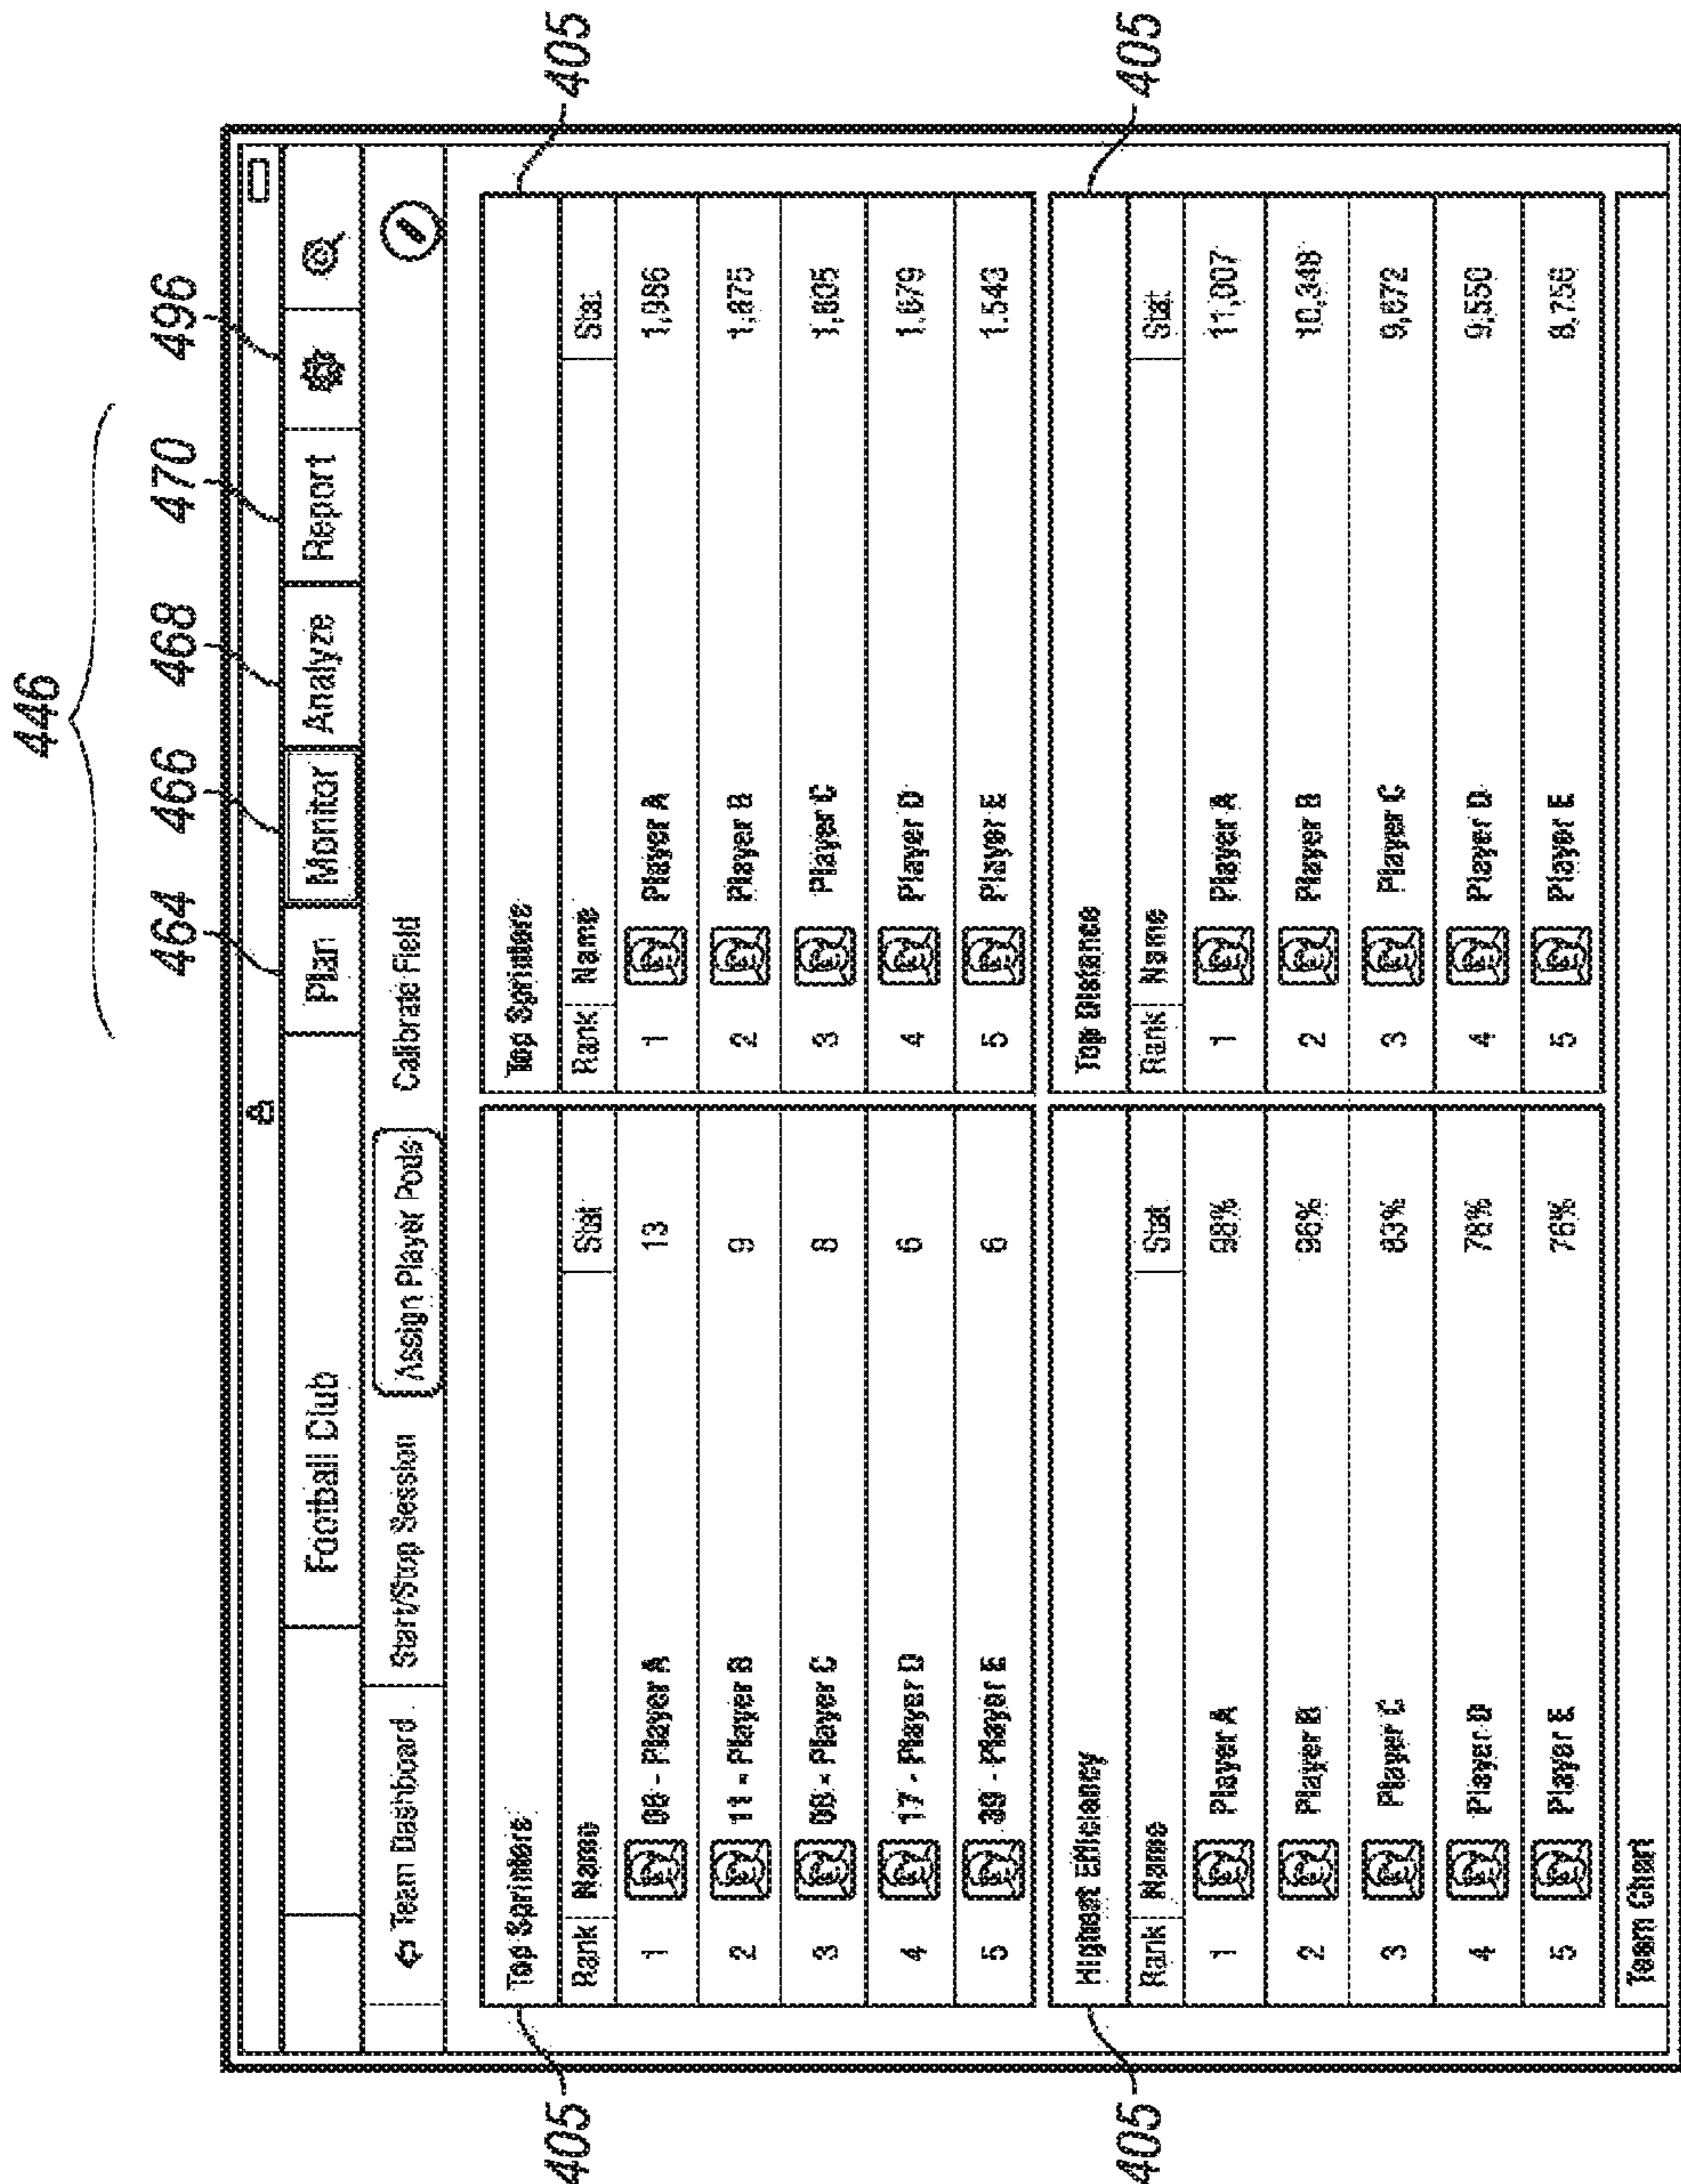 446
464 466 468 470 496
Football Club Plan Monitor Analyze Report
Team Dashboard Start/Stop Session Assign Player Pods Calibrate Field
405 Top Sprinters
Rank Name Stat
1 Player A 13
2 11 - Player B 9
3 Player C 8
4 17 - Player D 6
5 39 - Player E 6
Top Sprinters 405
Rank Name Stat
1 Player A 1,986
2 Player B 1,875
3 Player C 1,805
4 Player D 1,679
5 Player E 1.543
405 Highest Efficiency
Rank Name Stat
1 Player A 98%
2 Player B 96%
3 Player C 83%
4 Player D 78%
5 Player E 76%
Top Distance 405
Rank Name Stat
1 Player A 11,007
2 Player B 10,348
3 Player C 9,872
4 Player D 9,550
5 Player E 8,756
Team Chart